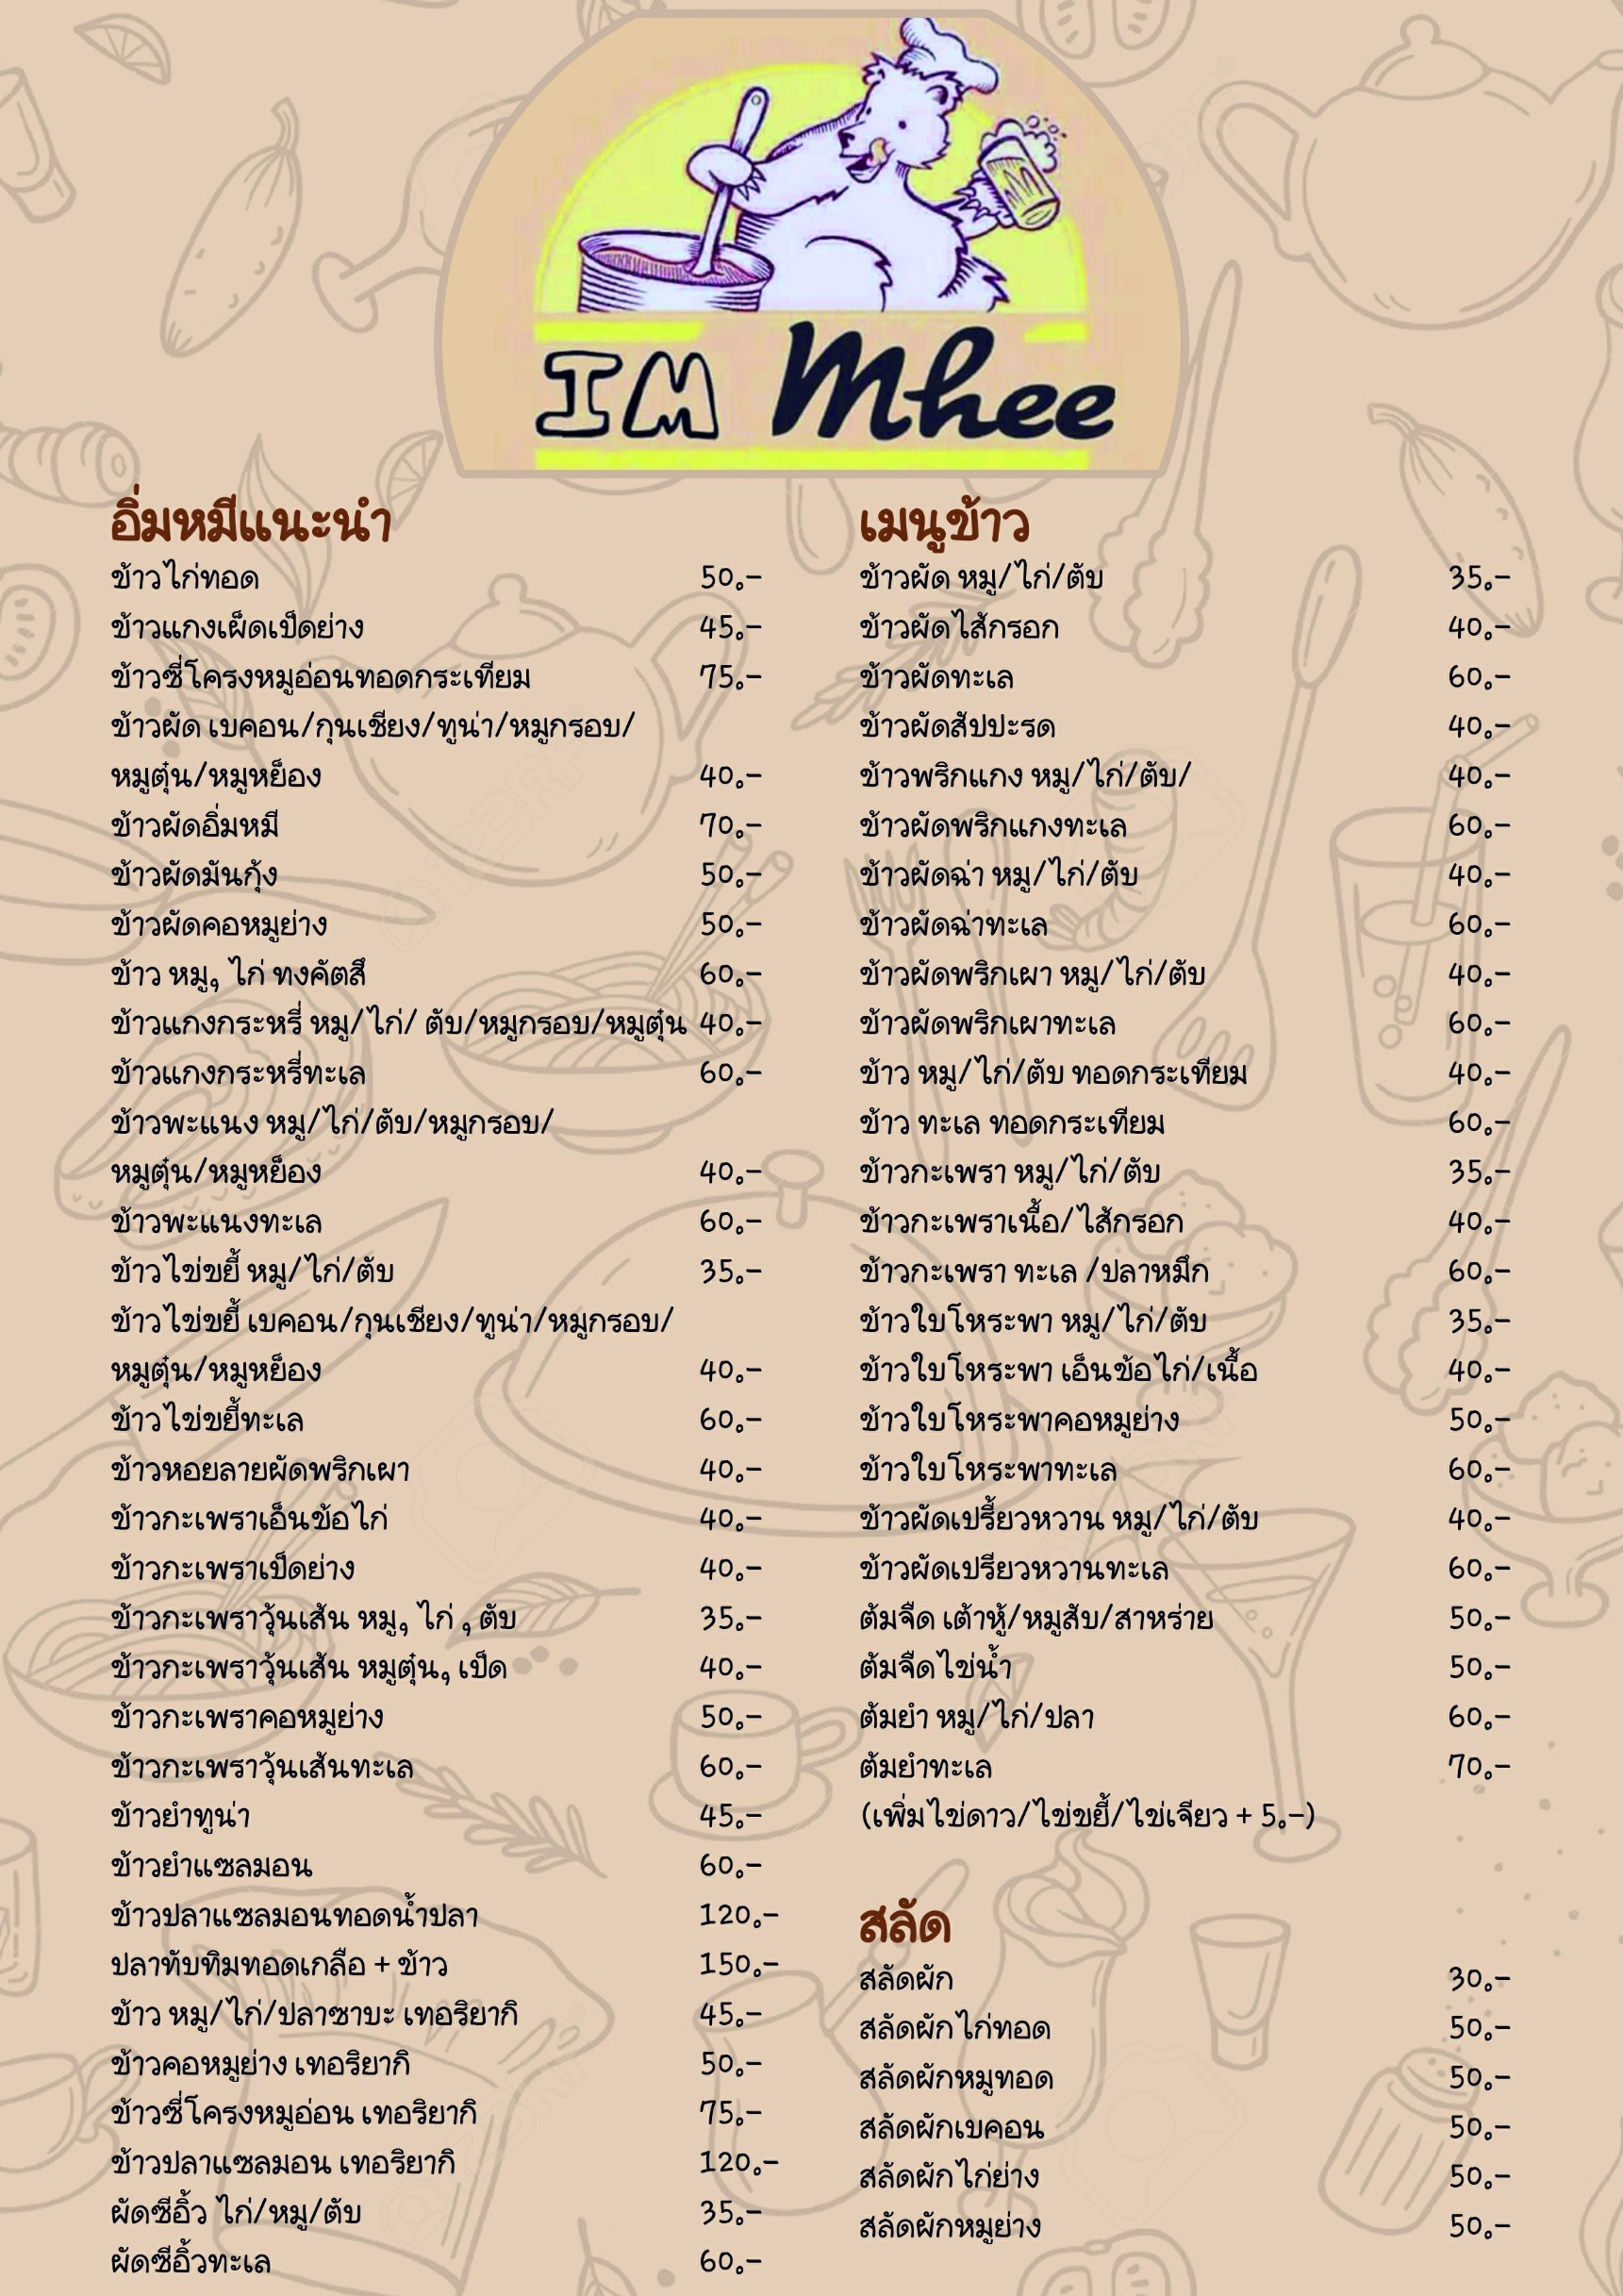 IM Mhee
อิ่มหมีแนะนำ
ข้าวไก่ทอด 50.-
ข้าวแกงเผ็ดเป็ดย่าง 45.-
ข้าวซี่โครงหมูอ่อนทอดกระเทียม 75.-
ข้าวผัด เบคอน/กุนเชียง/ทูน่า/หมูกรอบ/
หมูตุ๋น/หมูหย็อง 40.-
ข้าวผัดอิ่มหมี 70.-
ข้าวผัดมันกุ้ง 50.-
ข้าวผัดคอหมูย่าง 50.-
ข้าว หมู, ไก่ ทงคัตสึ 60.-
ข้าวแกงกระหรี่ หมู/ไก่/ ตับ/หมูกรอบ/หมูตุ๋น 40.-
ข้าวแกงกระหรี่ทะเล 60.-
ข้าวพะแนง หมู/ไก่/ตับ/หมูกรอบ/
หมูตุ๋น/หมูหย็อง 40.-
ข้าวพะแนงทะเล 60.-
ข้าวไข่ขยี้ หมู/ไก่/ตับ 35.-
ข้าวไข่ขยี้ เบคอน/กุนเชียง/ทูน่า/หมูกรอบ/
หมูตุ๋น/หมูหย็อง 40.-
ข้าวไข่ขยี้ทะเล 60.-
ข้าวหอยลายผัดพริกเผา 40.-
ข้าวกะเพราเอ็นข้อไก่ 40.-
ข้าวกะเพราเป็ดย่าง 40.-
ข้าวกะเพราวุ้นเส้น หมู, ไก่ , ตับ 35.-
ข้าวกะเพราวุ้นเส้น หมูตุ๋น, เป็ด 40.-
ข้าวกะเพราคอหมูย่าง 50.-
ข้าวกะเพราวุ้นเส้นทะเล 60.-
ข้าวยำทูน่า 45.-
ข้าวยำแซลมอน 60.-
ข้าวปลาแซลมอนทอดน้ำปลา 120.-
ปลาทับทิมทอดเกลือ + ข้าว 150.-
ข้าว หมู/ไก่/ปลาซาบะ เทอริยากิ 45.-
ข้าวคอหมูย่าง เทอริยากิ 50.-
ข้าวซี่โครงหมูอ่อน เทอริยากิ 75.-
ข้าวปลาแซลมอน เทอริยากิ 120.-
ผัดซีอิ้ว ไก่/หมู/ตับ 35.-
ผัดซีอิ้วทะเล 60.-
เมนูข้าว
ข้าวผัด หมู/ไก่/ตับ 35.-
ข้าวผัดไส้กรอก 40.-
ข้าวผัดทะเล 60.-
ข้าวผัดสัปปะรด 40.-
ข้าวพริกแกง หมู/ไก่/ตับ/ 40.-
ข้าวผัดพริกแกงทะเล 60.-
ข้าวผัดฉ่า หมู/ไก่/ตับ 40.-
ข้าวผัดฉ่าทะเล 60.-
ข้าวผัดพริกเผา หมู/ไก่/ตับ 40.-
ข้าวผัดพริกเผาทะเล 60.-
ข้าว หมู/ไก่/ตับ ทอดกระเทียม 40.-
ข้าว ทะเล ทอดกระเทียม 60.-
ข้าวกะเพรา หมู/ไก่/ตับ 35.-
ข้าวกะเพราเนื้อ/ไส้กรอก 40.-
ข้าวกะเพรา ทะเล /ปลาหมึก 60.-
ข้าวใบโหระพา หมู/ไก่/ตับ 35.-
ข้าวใบโหระพา เอ็นข้อไก่/เนื้อ 40.-
ข้าวใบโหระพาคอหมูย่าง 50.-
ข้าวใบโหระพาทะเล 60.-
ข้าวผัดเปรี้ยวหวาน หมู/ไก่/ตับ 40.-
ข้าวผัดเปรียวหวานทะเล 60.-
ต้มจืด เต้าหู้/หมูสับ/สาหร่าย 50.-
ต้มจืดไข่น้ำ 50.-
ต้มยำ หมู/ไก่/ปลา 60.-
ต้มยำทะเล 70.-
(เพิ่มไข่ดาว/ไข่ขยี้/ไข่เจียว + 5.-)
สลัด
สลัดผัก 30.-
สลัดผักไก่ทอด 50.-
สลัดผักหมูทอด 50.-
สลัดผักเบคอน 50.-
สลัดผักไก่ย่าง 50.-
สลัดผักหมูย่าง 50.-